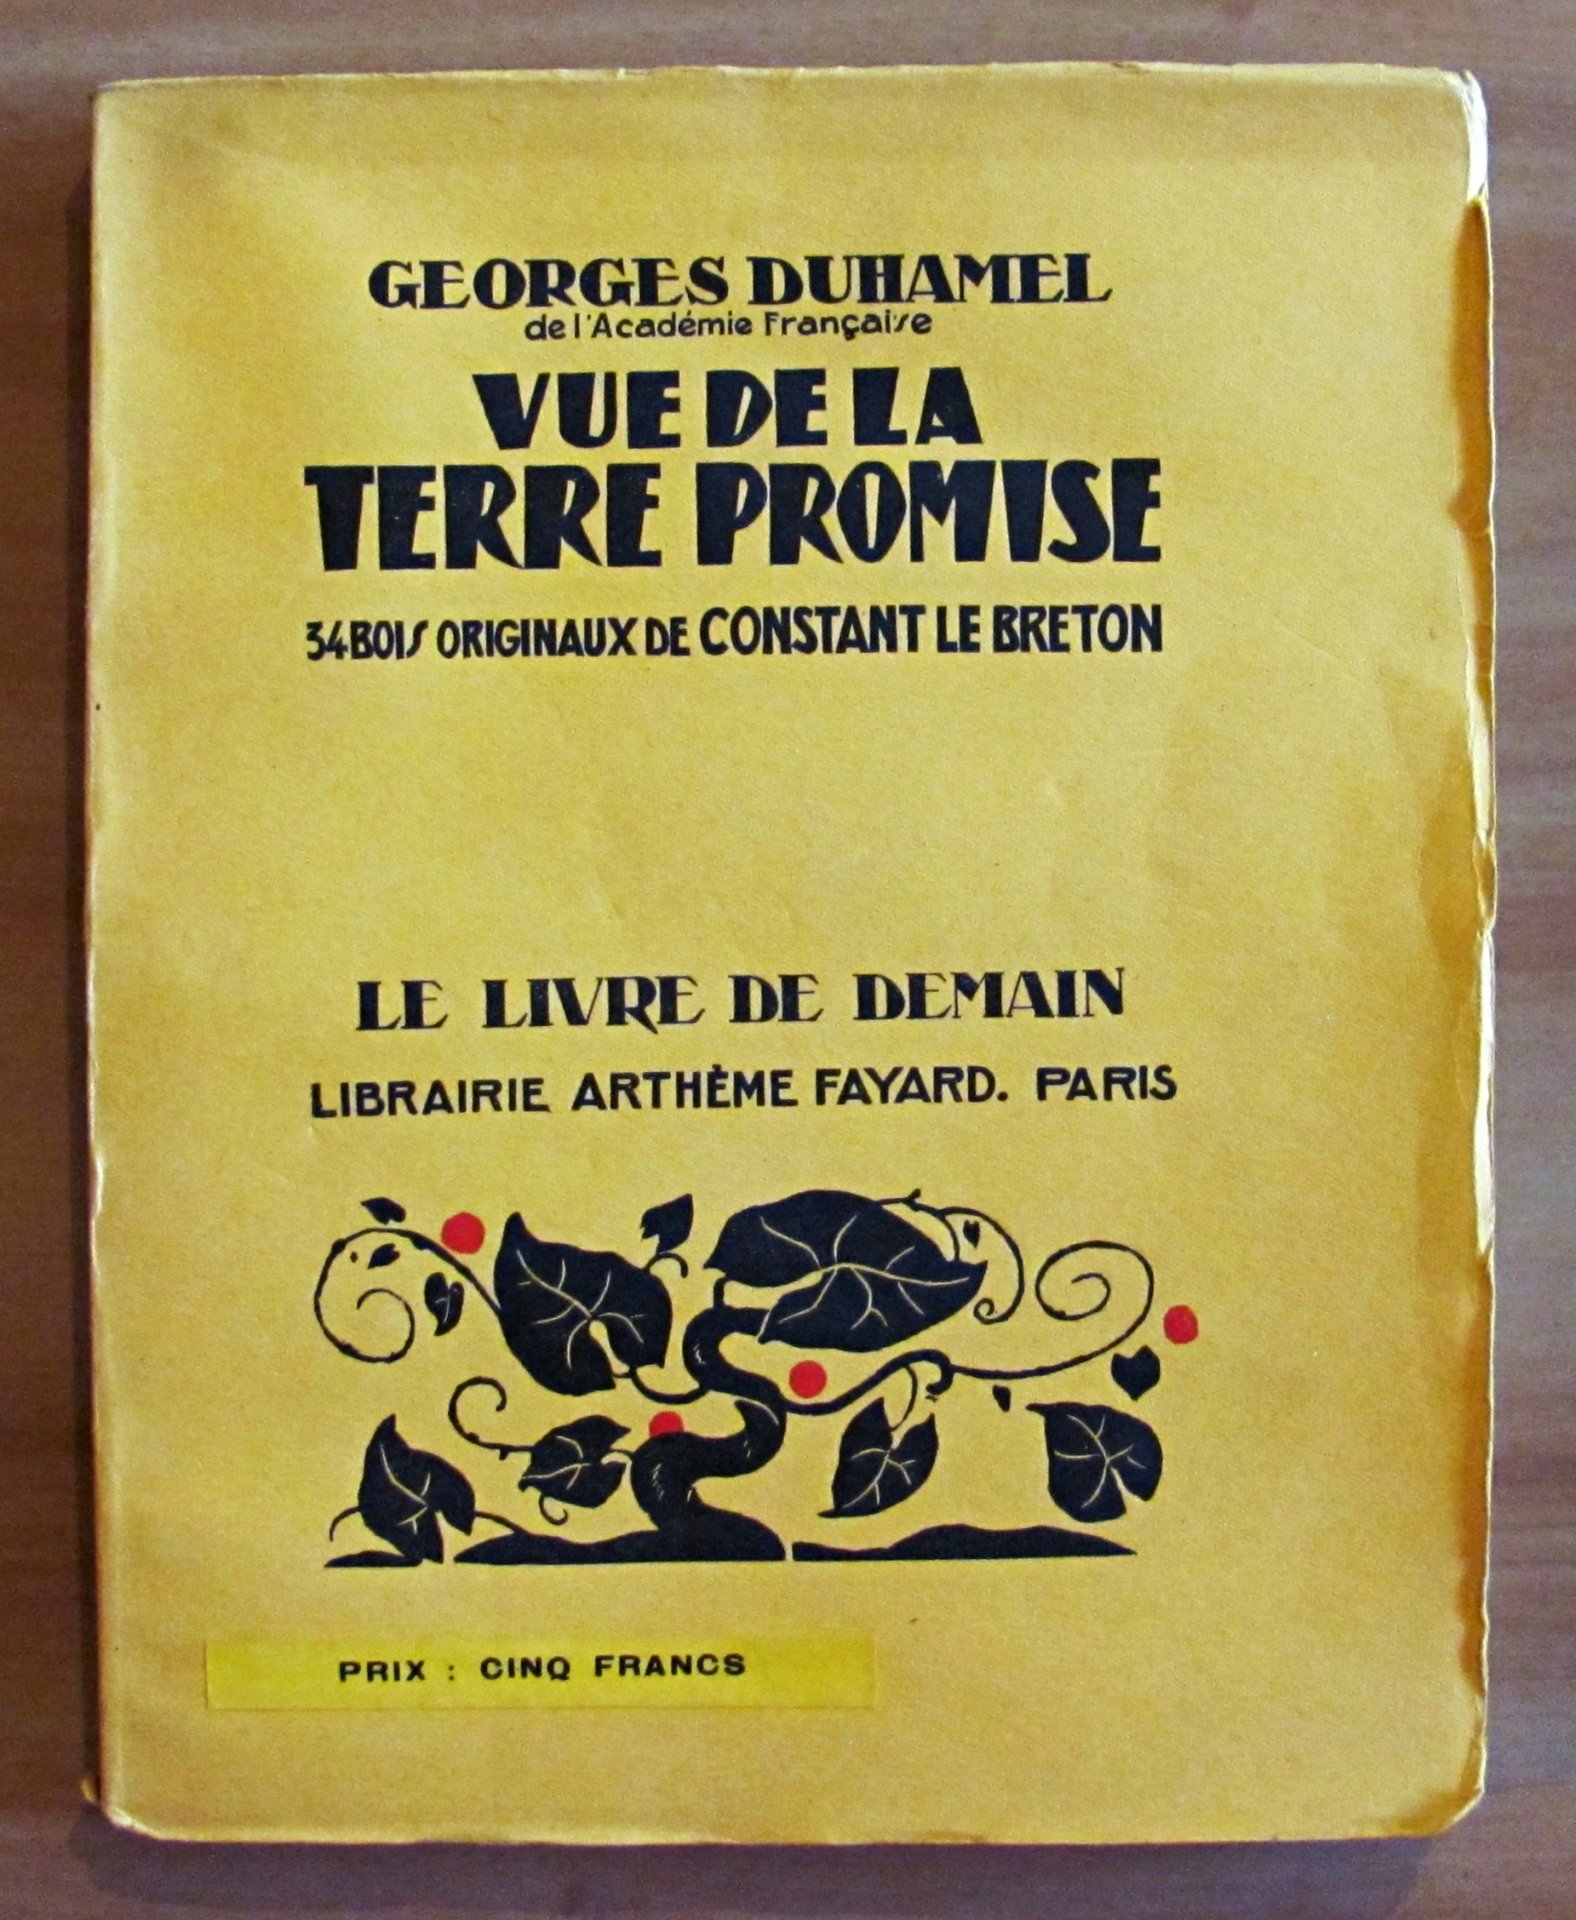 GEORGES DUHAMEL
de l'Académie Française
VUE DE LA
TERRE PROMISE
34 BOIS ORIGINAUX DE CONSTANT LE BRETON
LE LIVRE DE DEMAIN
LIBRAIRIE ARTHÈME FAYARD. PARIS
PRIX : CINQ FRANCS